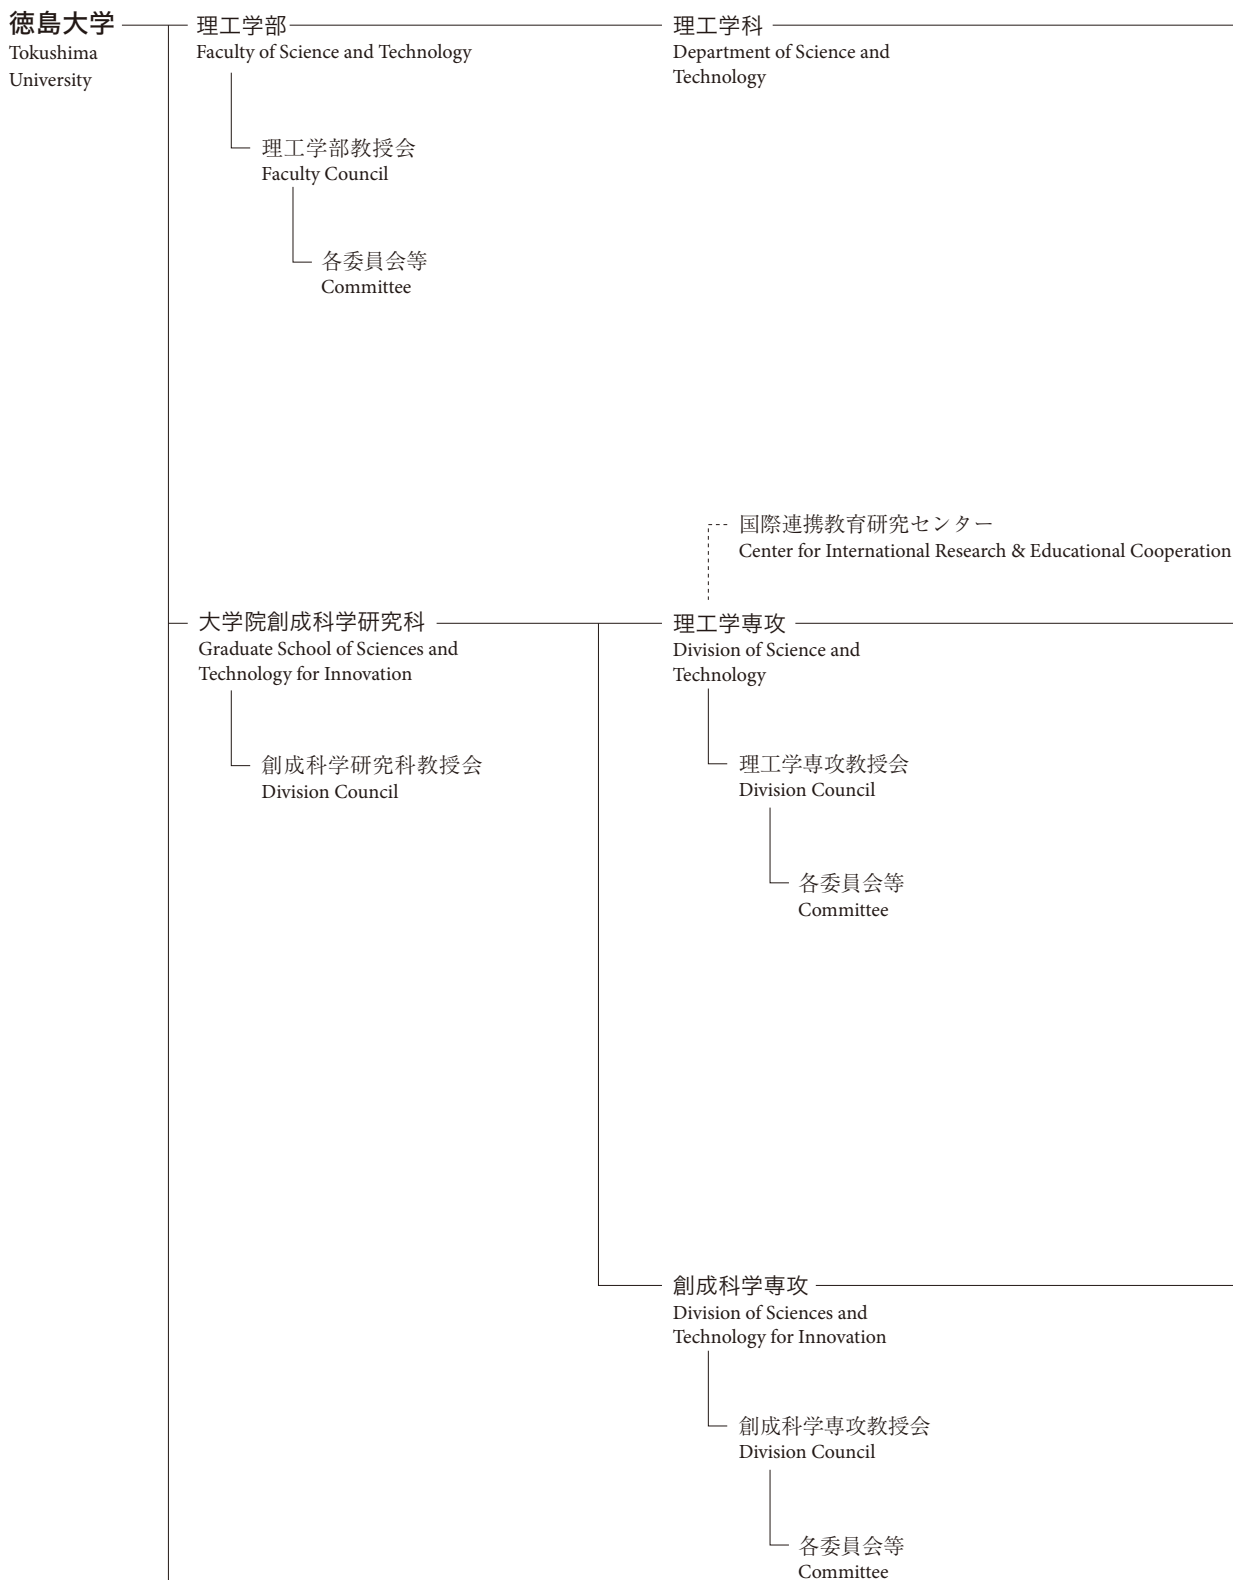 徳島大学
Tokushima
University
理工学部
Faculty of Science and Technology
理工学科
Department of Science and
Technology
理工学部教授会
Faculty Council
各委員会等
Committee
国際連携教育研究センター
Center for International Research & Educational Cooperation
大学院創成科学研究科
Graduate School of Sciences and
Technology for Innovation
理工学専攻
Division of Science and
Technology
創成科学研究科教授会
Division Council
理工学専攻教授会
Division Council
各委員会等
Committee
創成科学専攻
Division of Sciences and
Technology for Innovation
創成科学専攻教授会
Division Council
各委員会等
Committee